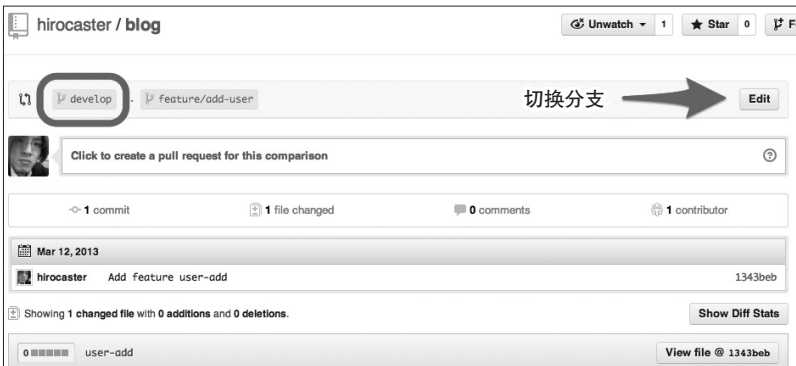 hirocaster / blog
Unwatch 1 Star 0
develop feature/add-user 切换分支 Edit
Click to create a pull request for this comparison
1 commit 1 file changed 0 comments 1 contributor
Mar 12, 2013
hirocaster Add feature user-add 1343beb
Showing 1 changed file with 0 additions and 0 deletions. Show Diff Stats
0 user-add View file @ 1343beb